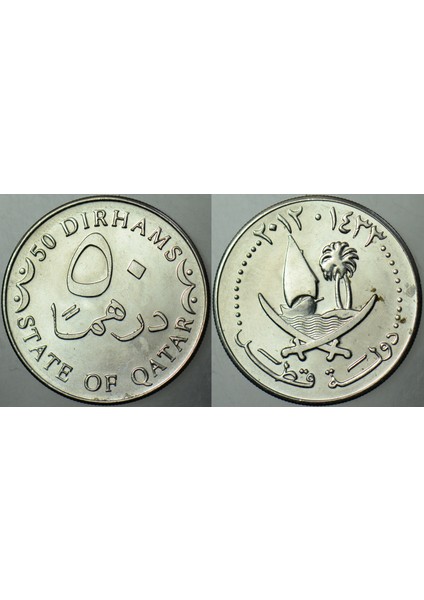 50 DIRHAMS
٥٠
درهما
STATE OF QATAR
٢٠١٢ · ١٤٣٣
دولة قطر